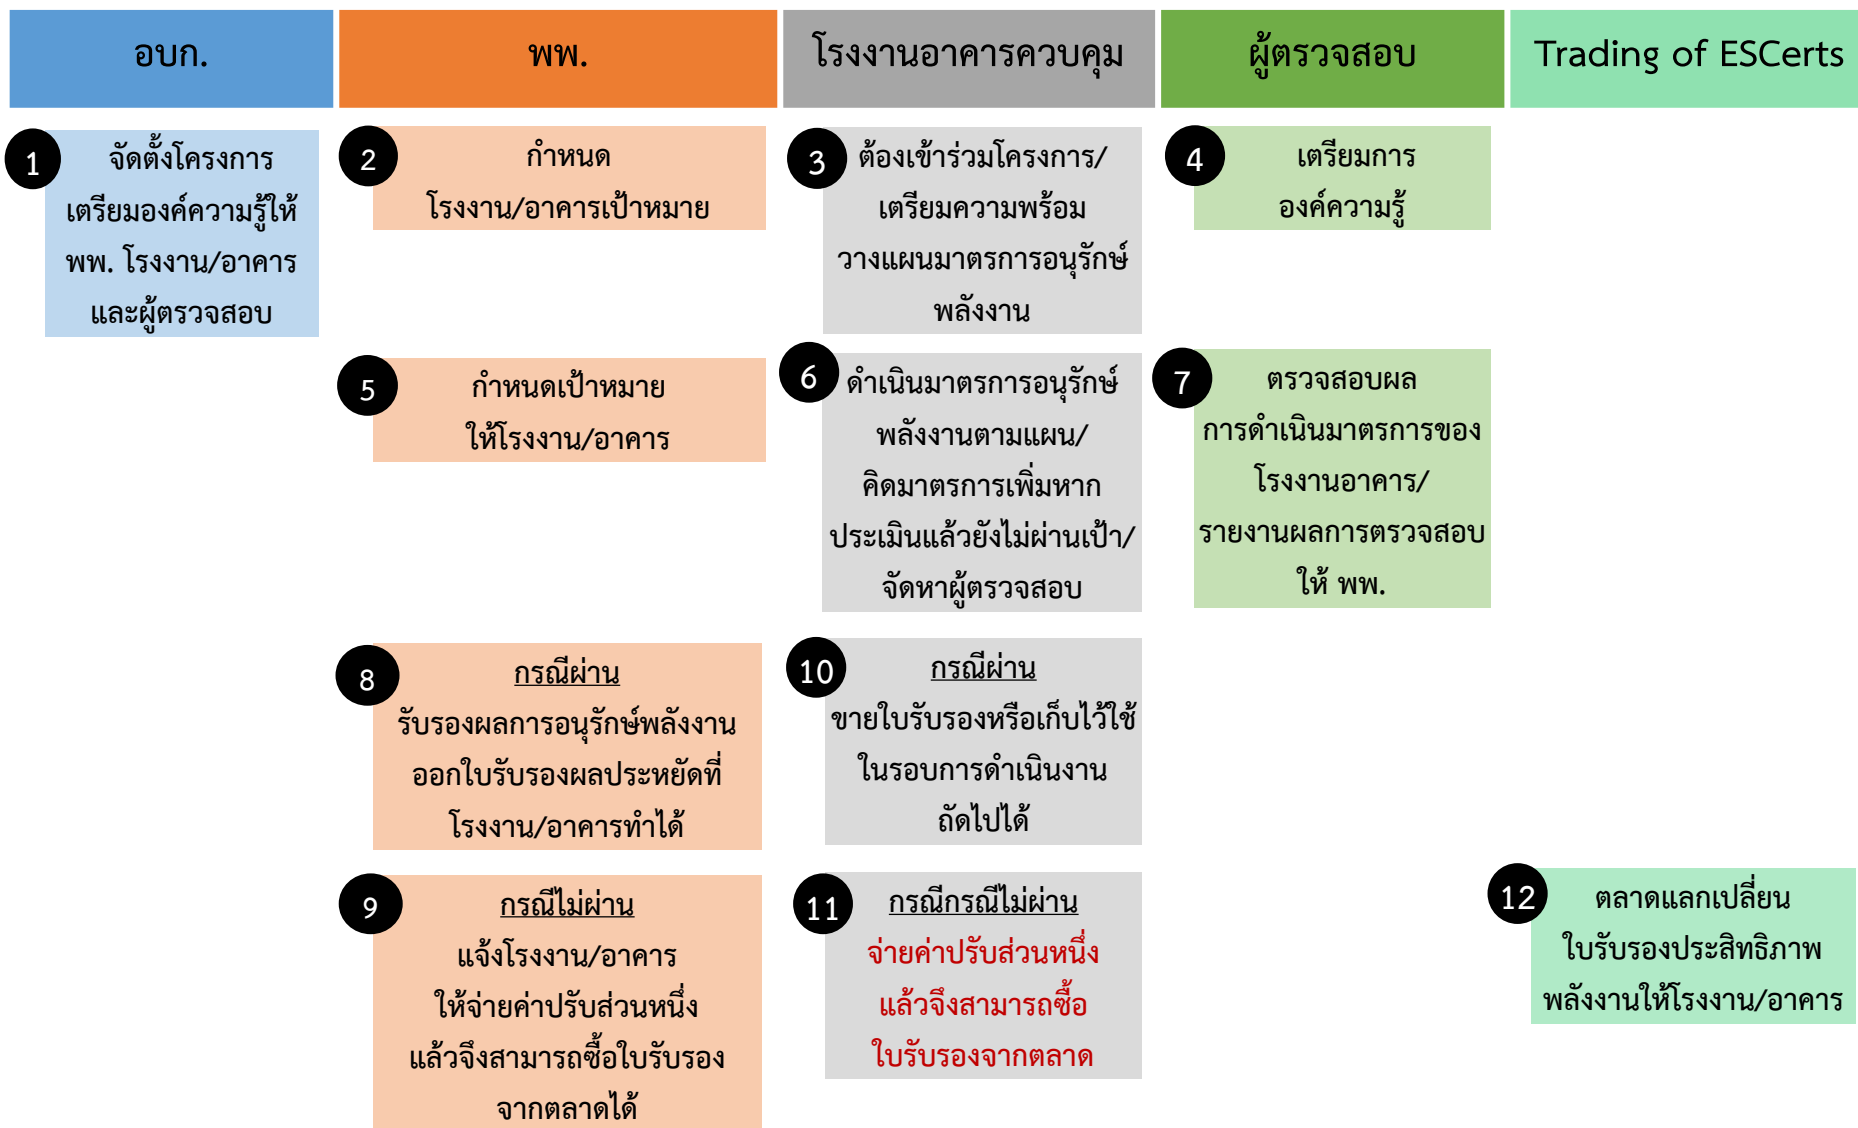 อบก.
พพ.
โรงงานอาคารควบคุม
ผู้ตรวจสอบ
Trading of ESCerts
1
จัดตั้งโครงการ
เตรียมองค์ความรู้ให้
พพ. โรงงาน/อาคาร
และผู้ตรวจสอบ
2
กำหนด
โรงงาน/อาคารเป้าหมาย
3
ต้องเข้าร่วมโครงการ/
เตรียมความพร้อม
วางแผนมาตรการอนุรักษ์
พลังงาน
4
เตรียมการ
องค์ความรู้
5
กำหนดเป้าหมาย
ให้โรงงาน/อาคาร
6
ดำเนินมาตรการอนุรักษ์
พลังงานตามแผน/
คิดมาตรการเพิ่มหาก
ประเมินแล้วยังไม่ผ่านเป้า/
จัดหาผู้ตรวจสอบ
7
ตรวจสอบผล
การดำเนินมาตรการของ
โรงงานอาคาร/
รายงานผลการตรวจสอบ
ให้ พพ.
8
กรณีผ่าน
รับรองผลการอนุรักษ์พลังงาน
ออกใบรับรองผลประหยัดที่
โรงงาน/อาคารทำได้
10
กรณีผ่าน
ขายใบรับรองหรือเก็บไว้ใช้
ในรอบการดำเนินงาน
ถัดไปได้
9
กรณีไม่ผ่าน
แจ้งโรงงาน/อาคาร
ให้จ่ายค่าปรับส่วนหนึ่ง
แล้วจึงสามารถซื้อใบรับรอง
จากตลาดได้
11
กรณีกรณีไม่ผ่าน
จ่ายค่าปรับส่วนหนึ่ง
แล้วจึงสามารถซื้อ
ใบรับรองจากตลาด
12
ตลาดแลกเปลี่ยน
ใบรับรองประสิทธิภาพ
พลังงานให้โรงงาน/อาคาร